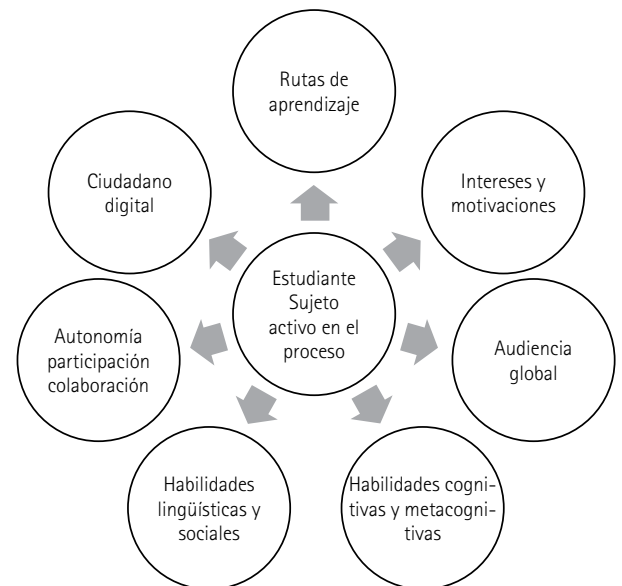 Rutas de
aprendizaje
Ciudadano
digital
Intereses y
motivaciones
Estudiante
Sujeto
activo en el
proceso
Autonomía
participación
colaboración
Audiencia
global
Habilidades
lingüísticas y
sociales
Habilidades cogni-
tivas y metacogni-
tivas